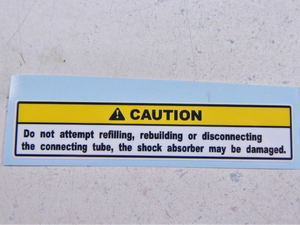 CAUTION
Do not attempt refilling, rebuilding or disconnecting
the connecting tube, the shock absorber may be damaged.